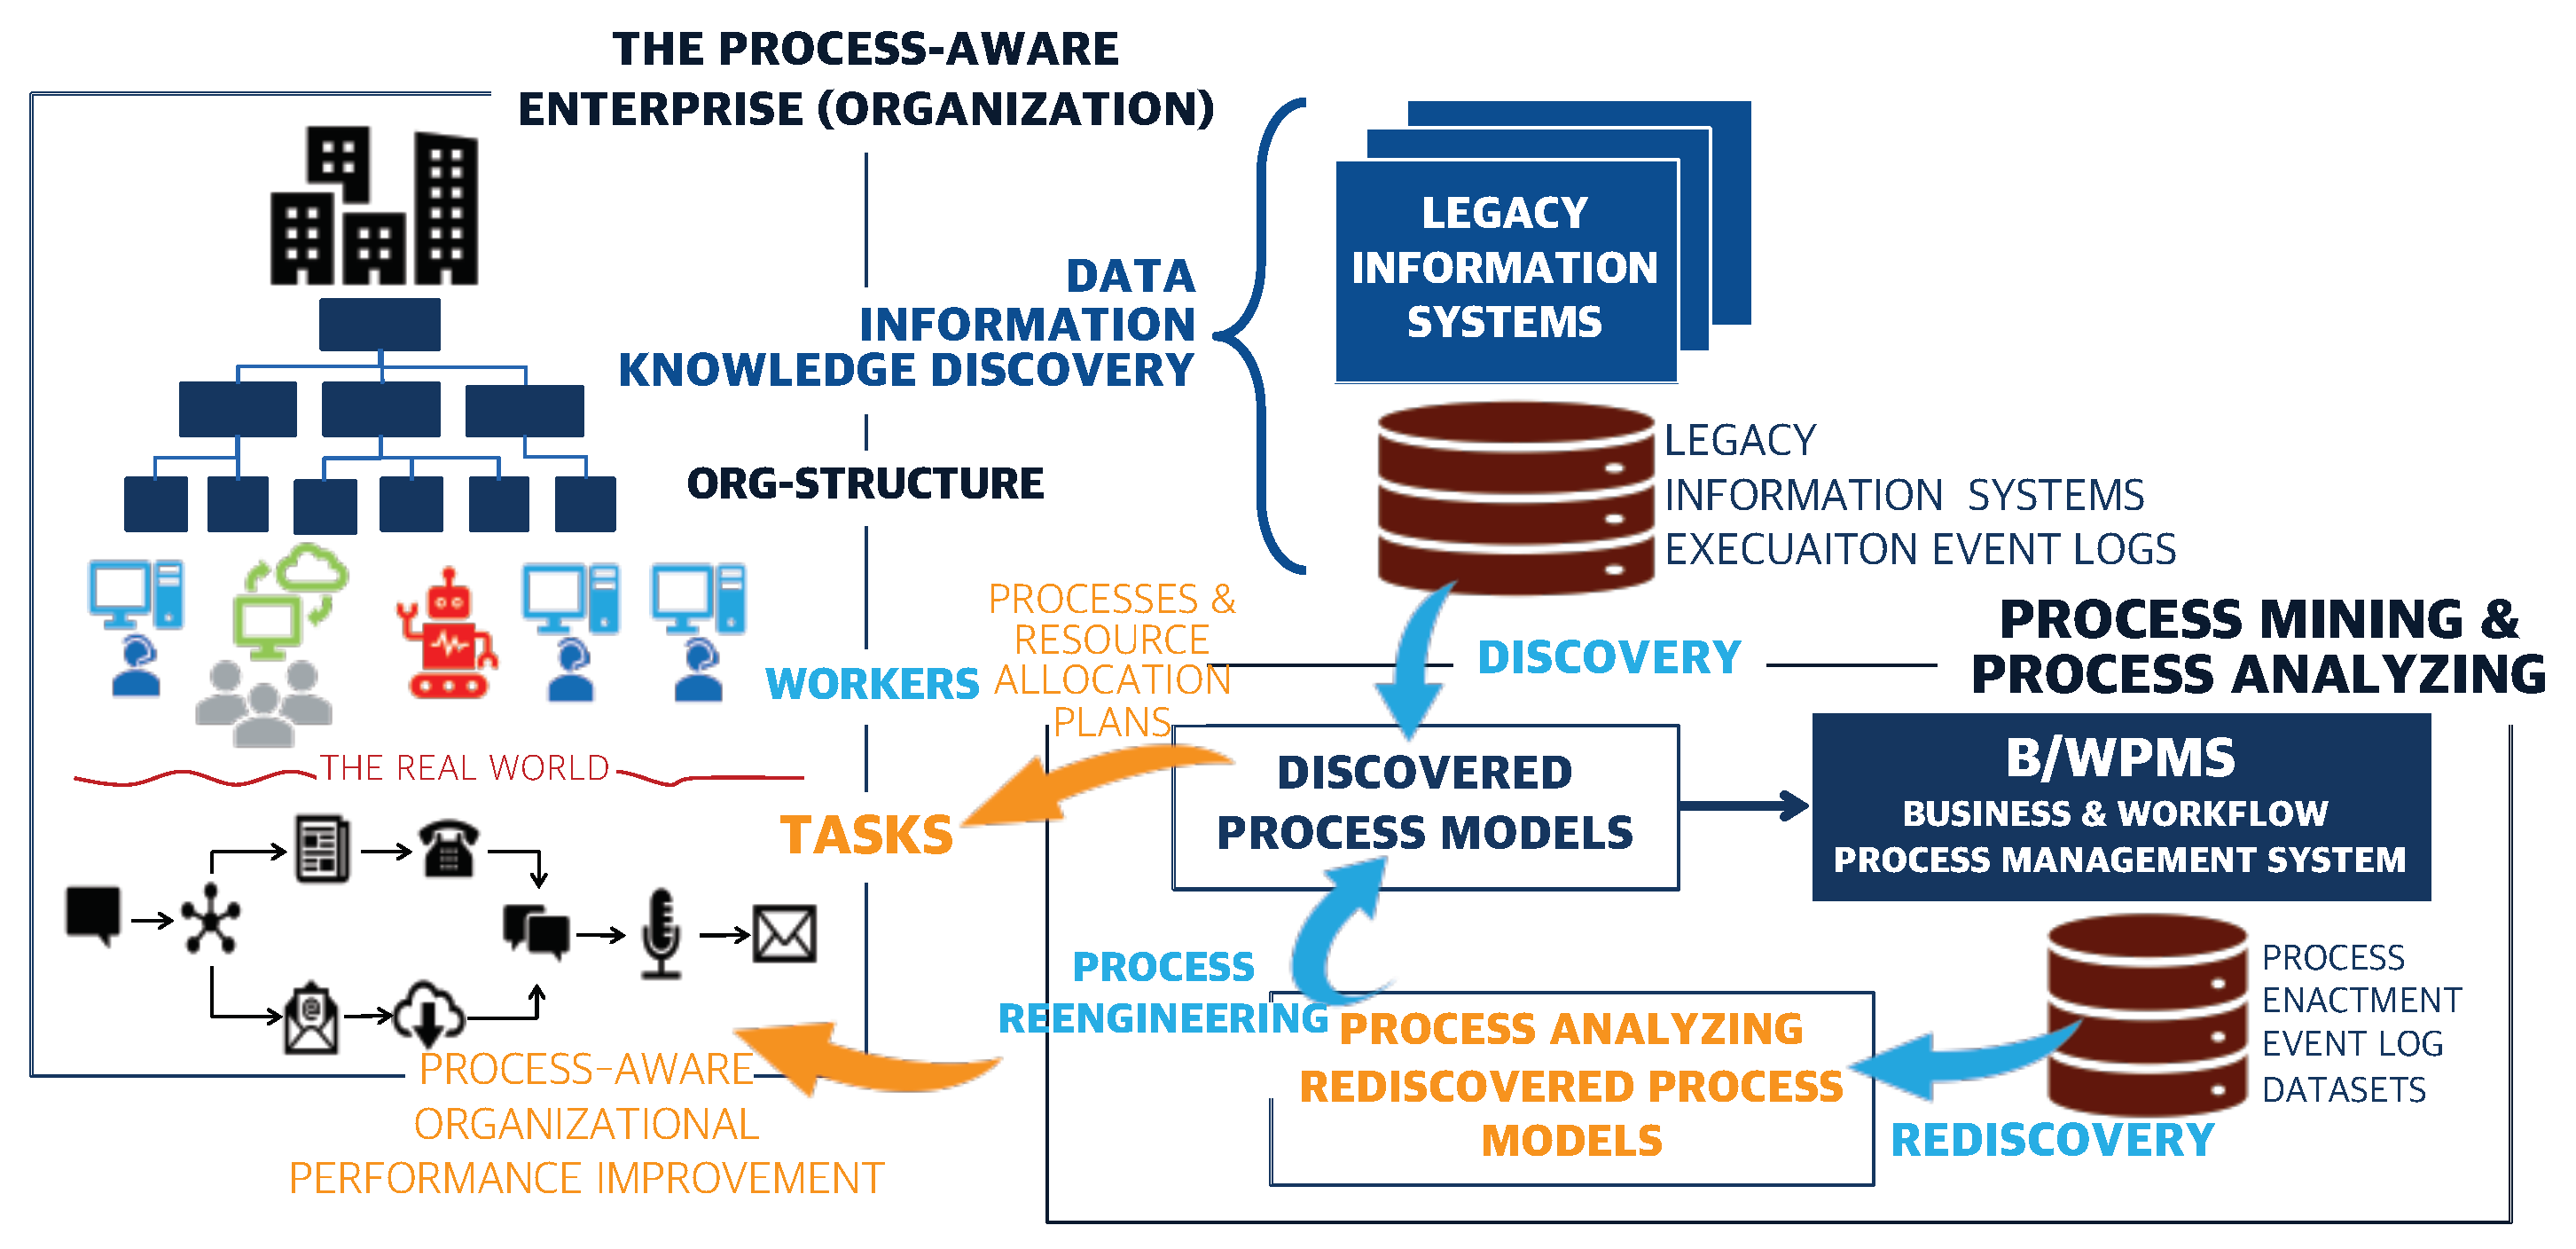 THE PROCESS-AWARE
ENTERPRISE (ORGANIZATION)
LEGACY
INFORMATION
SYSTEMS
DATA
INFORMATION
KNOWLEDGE DISCOVERY
LEGACY
INFORMATION SYSTEMS
EXECUAITON EVENT LOGS
ORG-STRUCTURE
PROCESSES &
RESOURCE
ALLOCATION
PLANS
WORKERS
DISCOVERY
PROCESS MINING &
PROCESS ANALYZING
THE REAL WORLD
TASKS
DISCOVERED
PROCESS MODELS
B/WPMS
BUSINESS & WORKFLOW
PROCESS MANAGEMENT SYSTEM
@
PROCESS
REENGINEERING
PROCESS ANALYZING
REDISCOVERED PROCESS
MODELS
PROCESS
ENACTMENT
EVENT LOG
DATASETS
REDISCOVERY
PROCESS-AWARE
ORGANIZATIONAL
PERFORMANCE IMPROVEMENT